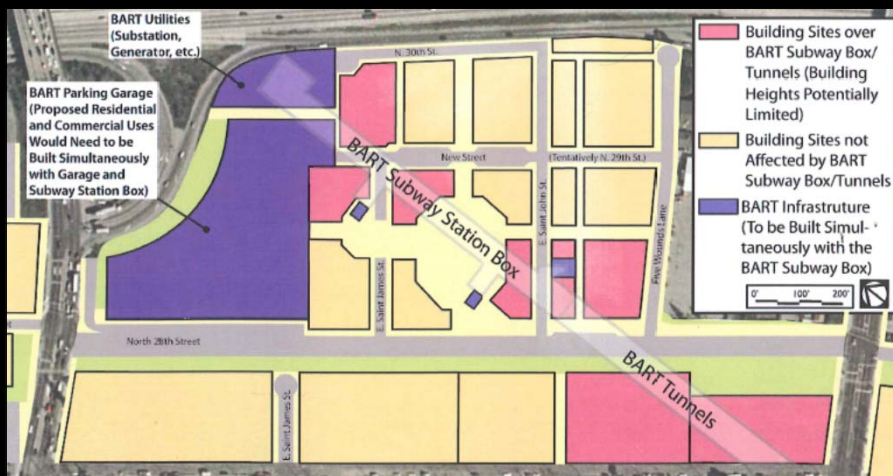 BART Utilities
(Substation,
Generator, etc.)
BART Parking Garage
(Proposed Residential
and Commercial Uses
Would Need to be
Built Simultaneously
with Garage and
Subway Station Box)
N. 30th St.
New Street
(Tentatively N. 29th St.)
BART Subway Station Box
E. Saint John St.
Five Wounds Lane
E. Saint James St.
North 28th Street
E. Saint James St.
BART Tunnels
Building Sites over
BART Subway Box/
Tunnels (Building
Heights Potentially
Limited)
Building Sites not
Affected by BART
Subway Box/Tunnels
BART Infrastruture
(To be Built Simul-
taneously with the
BART Subway Box)
0' 100' 200'